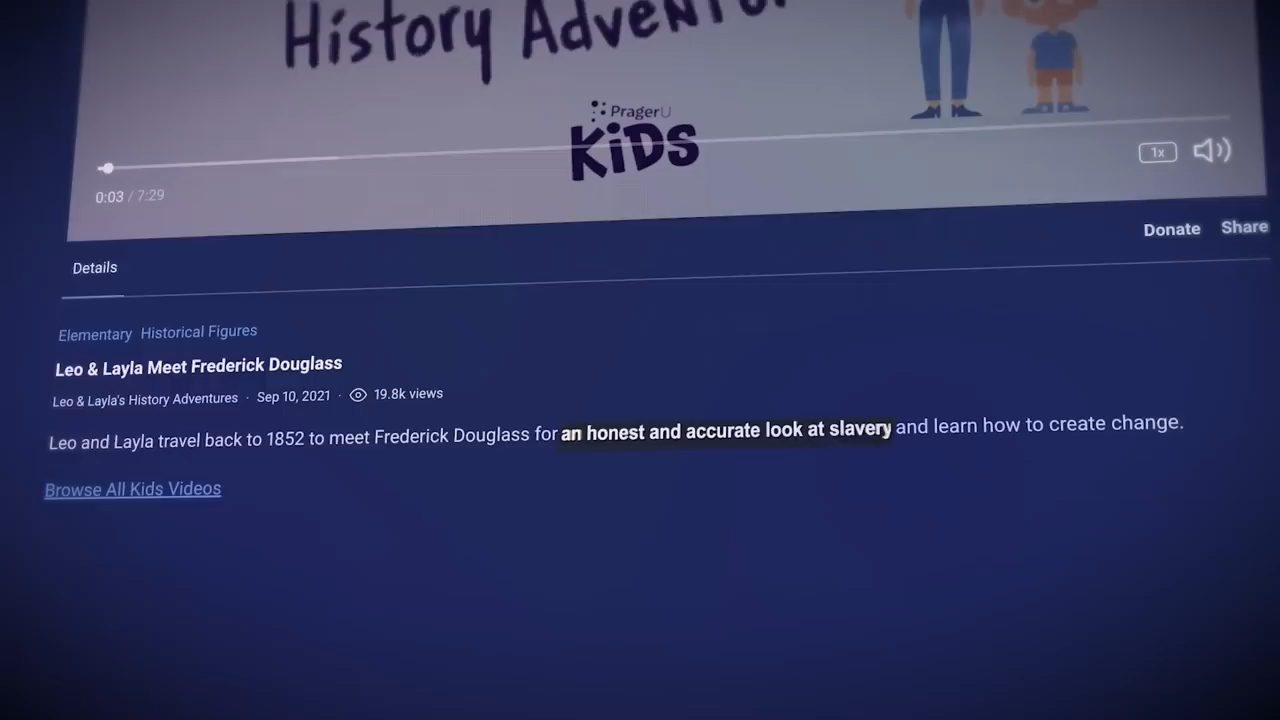 History Adventur
PragerU
KiDS
1x
0:03 / 7:29
Donate Share
Details
Elementary Historical Figures
Leo & Layla Meet Frederick Douglass
Leo & Layla's History Adventures · Sep 10, 2021 · 19.8k views
Leo and Layla travel back to 1852 to meet Frederick Douglass for an honest and accurate look at slavery and learn how to create change.
Browse All Kids Videos